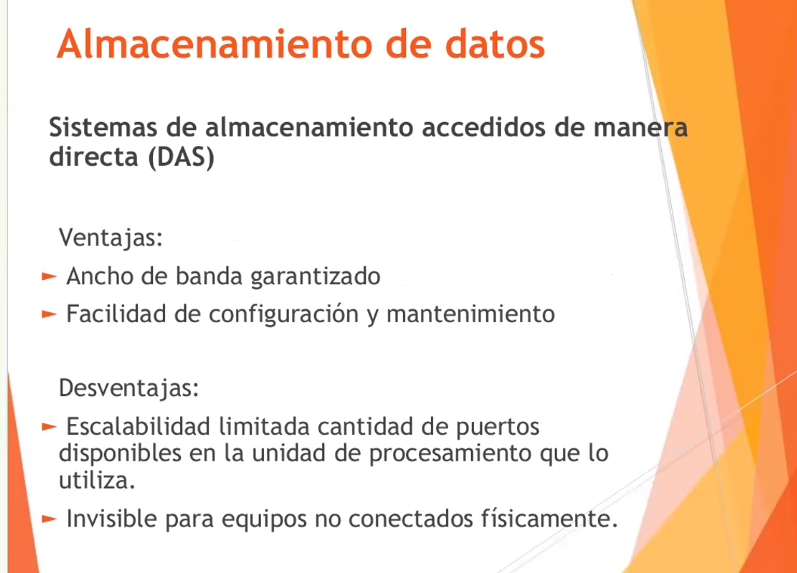 Almacenamiento de datos
Sistemas de almacenamiento accedidos de manera
directa (DAS)
Ventajas:
► Ancho de banda garantizado
► Facilidad de configuración y mantenimiento
Desventajas:
► Escalabilidad limitada cantidad de puertos
disponibles en la unidad de procesamiento que lo
utiliza.
► Invisible para equipos no conectados físicamente.